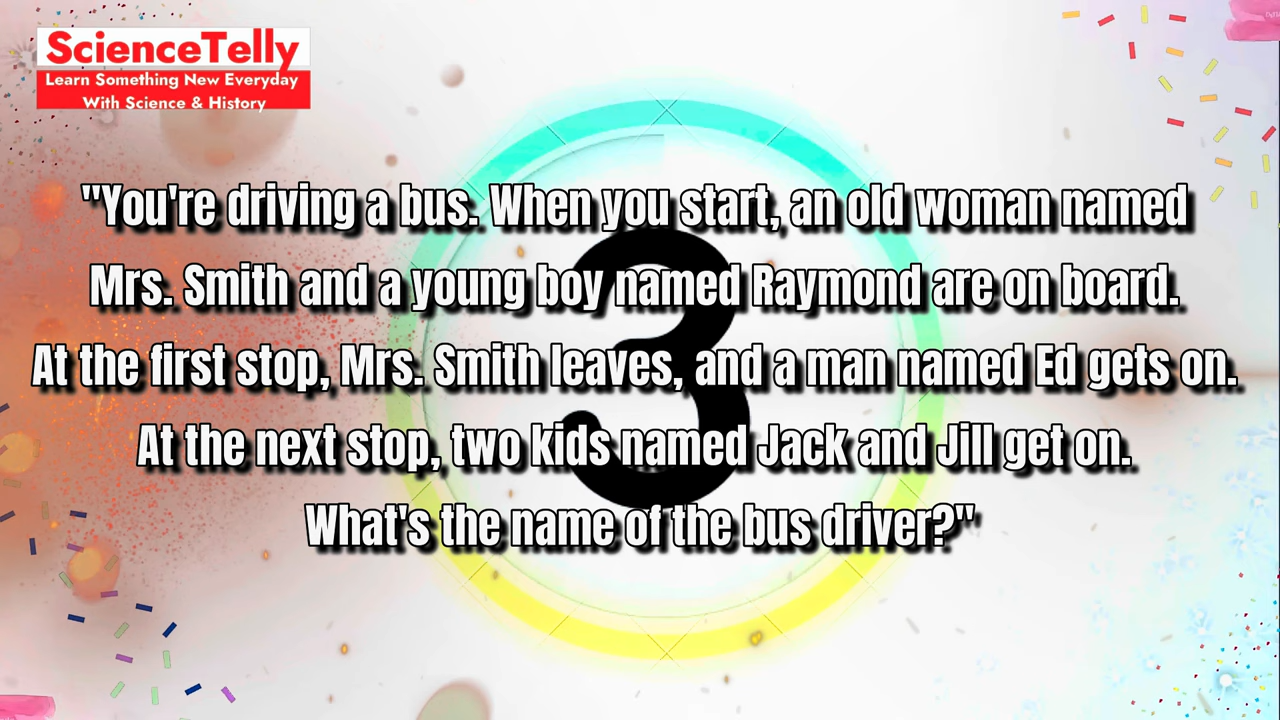 ScienceTelly
Learn Something New Everyday
With Science & History
"You're driving a bus. When you start, an old woman named
Mrs. Smith and a young boy named Raymond are on board.
At the first stop, Mrs. Smith leaves, and a man named Ed gets on.
At the next stop, two kids named Jack and Jill get on.
What's the name of the bus driver?"
3